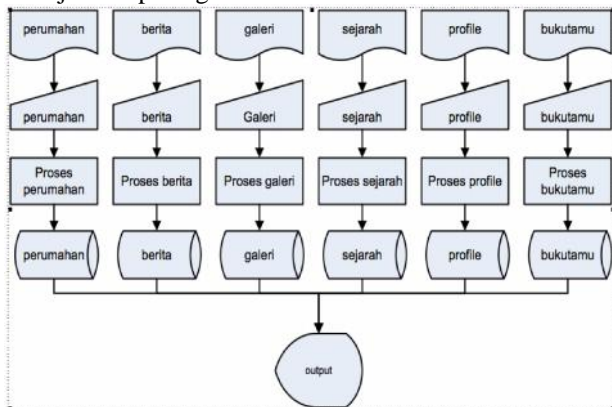 perumahan berita galeri sejarah profile bukutamu
perumahan berita Galeri sejarah profile bukutamu
Proses perumahan Proses berita Proses galeri Proses sejarah Proses profile Proses bukutamu
perumahan berita galeri sejarah profile bukutamu
output